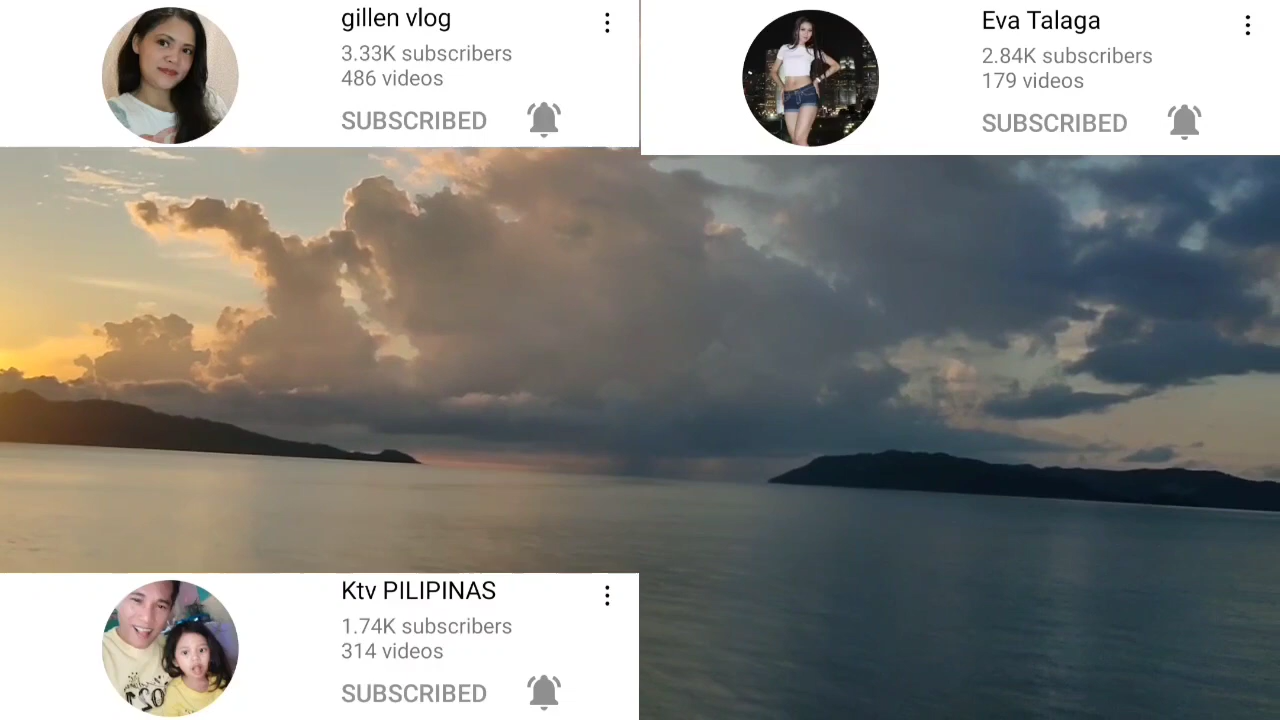 gillen vlog
3.33K subscribers
486 videos
SUBSCRIBED
Eva Talaga
2.84K subscribers
179 videos
SUBSCRIBED
Ktv PILIPINAS
1.74K subscribers
314 videos
SUBSCRIBED